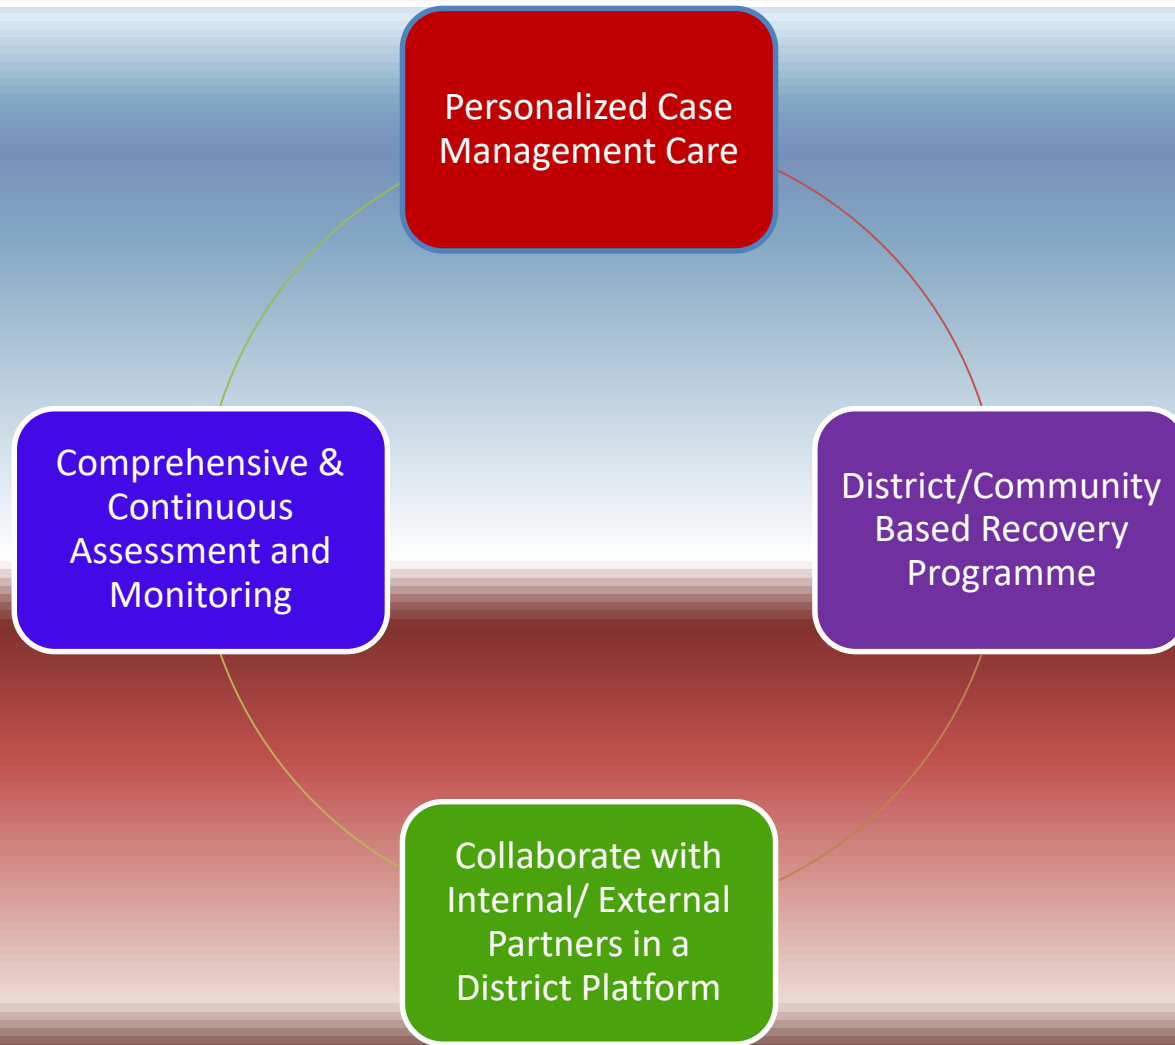 Personalized Case
Management Care
Comprehensive &
Continuous
Assessment and
Monitoring
District/Community
Based Recovery
Programme
Collaborate with
Internal/ External
Partners in a
District Platform